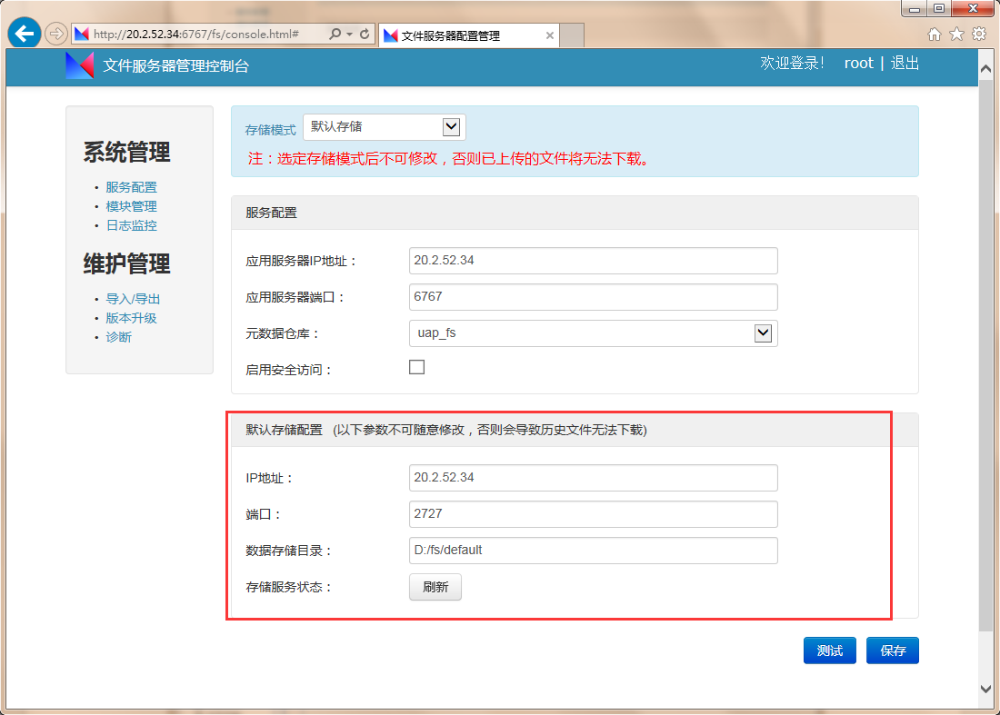 http://20.2.52.34:6767/fs/console.html#
文件服务器配置管理
文件服务器管理控制台
欢迎登录! root | 退出
系统管理
• 服务配置
• 模块管理
• 日志监控
维护管理
• 导入/导出
• 版本升级
• 诊断
存储模式 默认存储
注：选定存储模式后不可修改，否则已上传的文件将无法下载。
服务配置
应用服务器IP地址： 20.2.52.34
应用服务器端口： 6767
元数据仓库： uap_fs
启用安全访问：
默认存储配置 (以下参数不可随意修改，否则会导致历史文件无法下载)
IP地址： 20.2.52.34
端口： 2727
数据存储目录： D:/fs/default
存储服务状态： 刷新
测试 保存